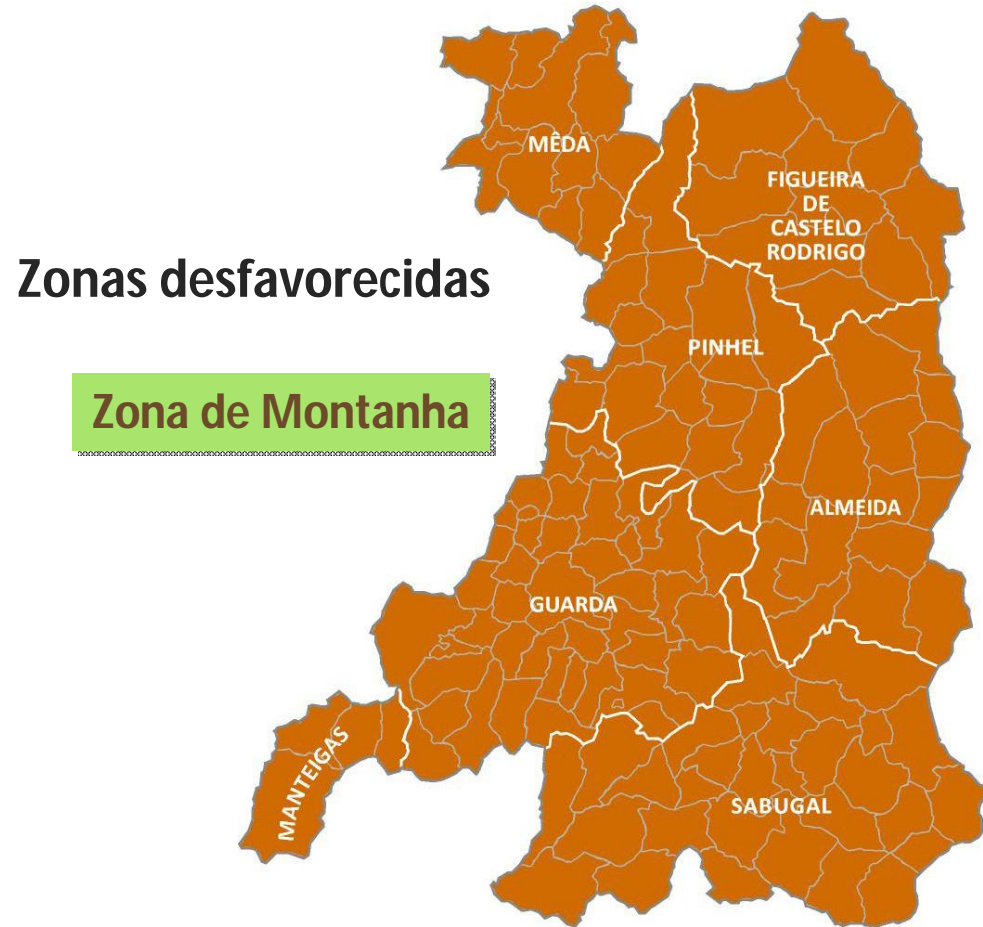 MÊDA
FIGUEIRA
DE
CASTELO
RODRIGO
Zonas desfavorecidas
PINHEL
Zona de Montanha
ALMEIDA
GUARDA
MANTEIGAS
SABUGAL